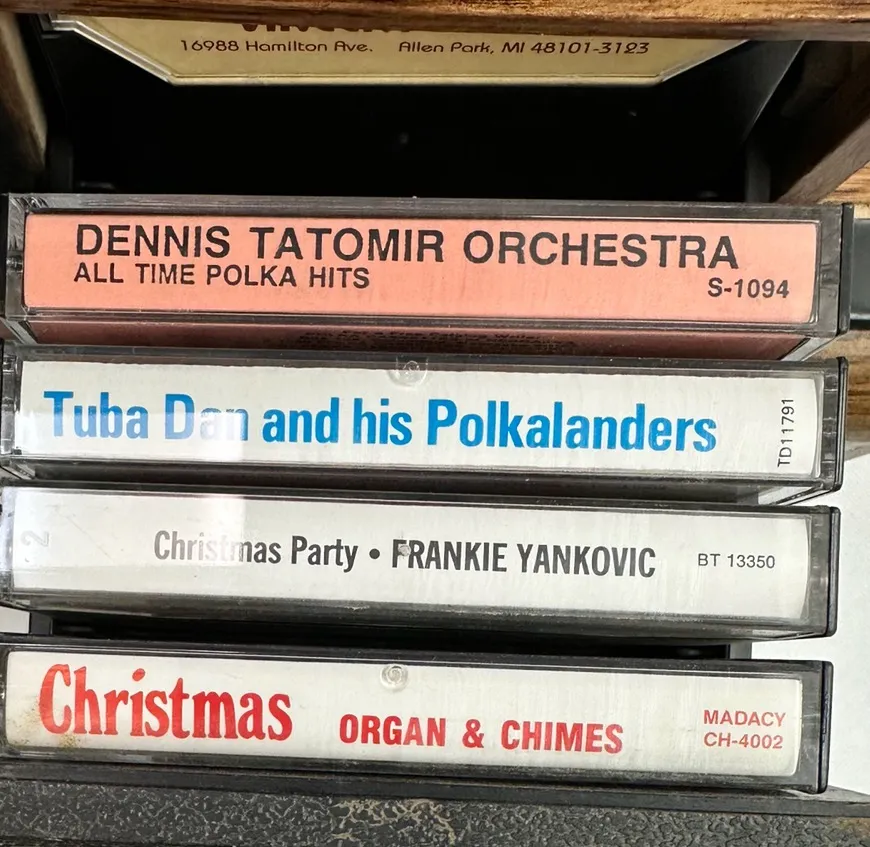 16988 Hamilton Ave. Allen Park, MI 48101-3123
DENNIS TATOMIR ORCHESTRA
ALL TIME POLKA HITS
S-1094
Tuba Dan and his Polkalanders
TD11791
2
Christmas Party • FRANKIE YANKOVIC
BT 13350
Christmas
ORGAN & CHIMES
MADACY
CH-4002